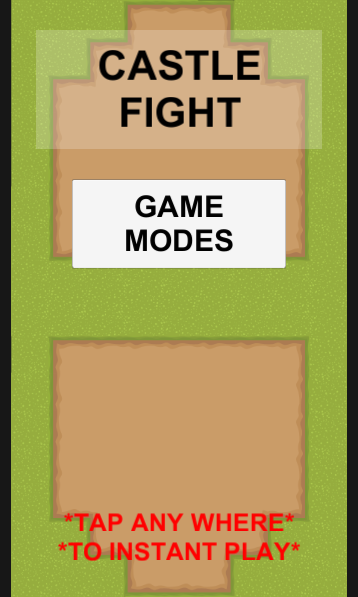 CASTLE
FIGHT
GAME
MODES
*TAP ANY WHERE*
*TO INSTANT PLAY*